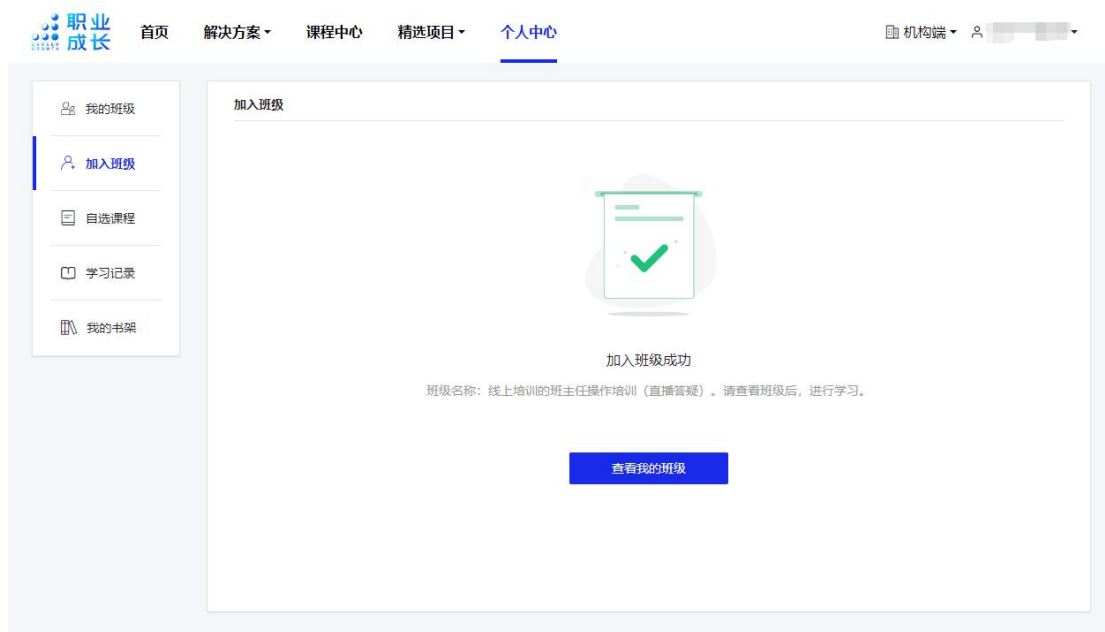 职业
成长
CAREER
GROWTH
首页 解决方案 课程中心 精选项目 个人中心 机构端
我的班级
加入班级
自选课程
学习记录
我的书架
加入班级
加入班级成功
班级名称：线上培训的班主任操作培训（直播答疑）。请查看班级后，进行学习。
查看我的班级